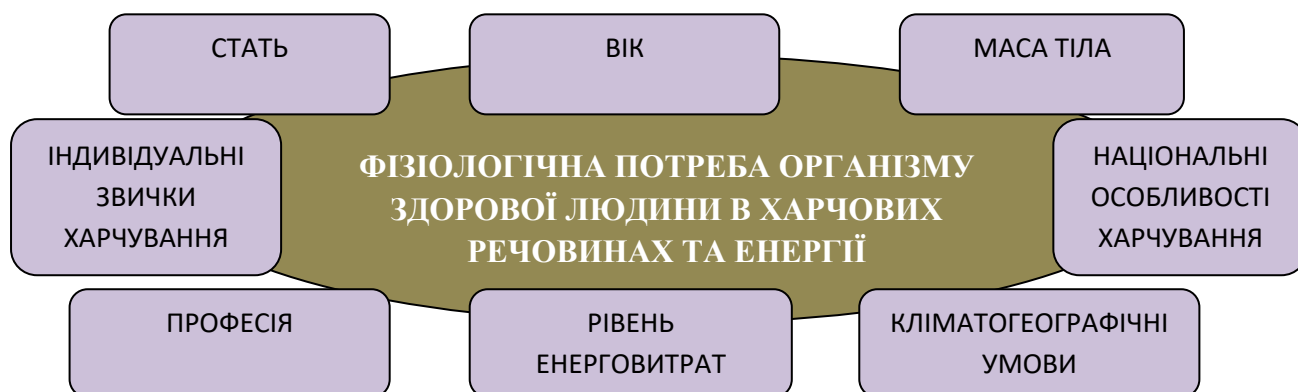 СТАТЬ
ВІК
МАСА ТІЛА
ІНДИВІДУАЛЬНІ
ЗВИЧКИ
ХАРЧУВАННЯ
ФІЗІОЛОГІЧНА ПОТРЕБА ОРГАНІЗМУ
ЗДОРОВОЇ ЛЮДИНИ В ХАРЧОВИХ
РЕЧОВИНАХ ТА ЕНЕРГІЇ
НАЦІОНАЛЬНІ
ОСОБЛИВОСТІ
ХАРЧУВАННЯ
ПРОФЕСІЯ
РІВЕНЬ
ЕНЕРГОВИТРАТ
КЛІМАТОГЕОГРАФІЧНІ
УМОВИ